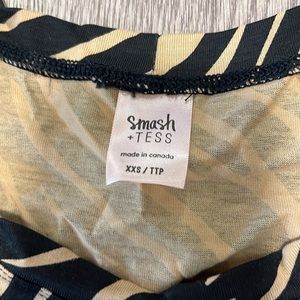 smash
+ TESS
made in canada
XXS / TTP